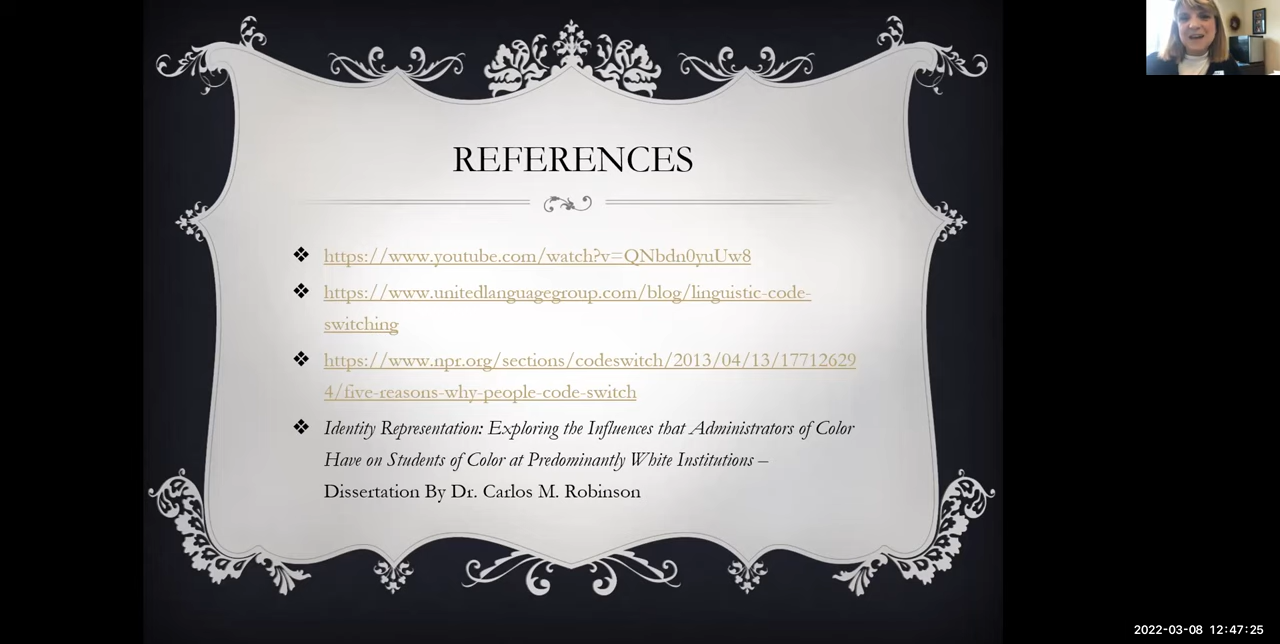 REFERENCES
https://www.youtube.com/watch?v=QNbdn0yuUw8
https://www.unitedlanguagegroup.com/blog/linguistic-code-
switching
https://www.npr.org/sections/codeswitch/2013/04/13/17712629
4/five-reasons-why-people-code-switch
Identity Representation: Exploring the Influences that Administrators of Color
Have on Students of Color at Predominantly White Institutions –
Dissertation By Dr. Carlos M. Robinson
2022-03-08 12:47:25